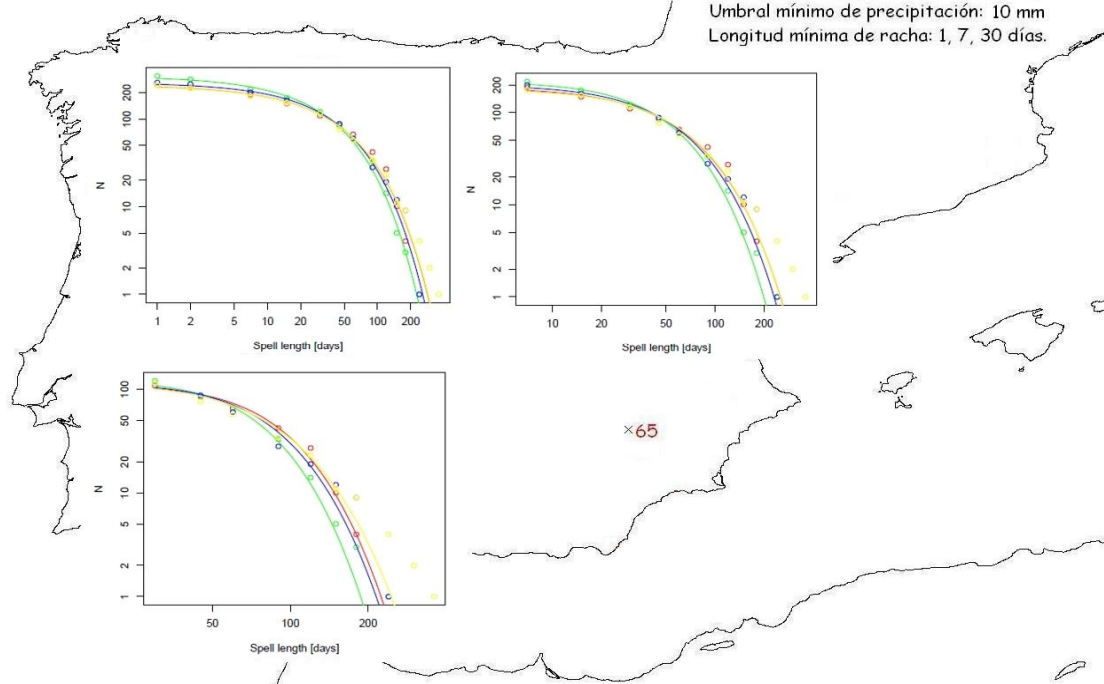 Umbral mínimo de precipitación: 10 mm
Longitud mínima de racha: 1, 7, 30 días.
200
100
50
20
10
5
2
1
N
1 2 5 10 20 50 100 200
Spell length [days]
200
100
50
20
10
5
2
1
N
10 20 50 100 200
Spell length [days]
100
50
20
10
5
2
1
N
50 100 200
Spell length [days]
×65